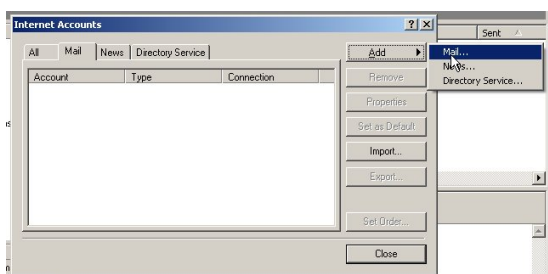 Internet Accounts
Sent
All Mail News Directory Service
Add
Mail...
News...
Directory Service...
Account Type Connection
Remove
Properties
Set as Default
Import...
Export...
Set Order...
Close